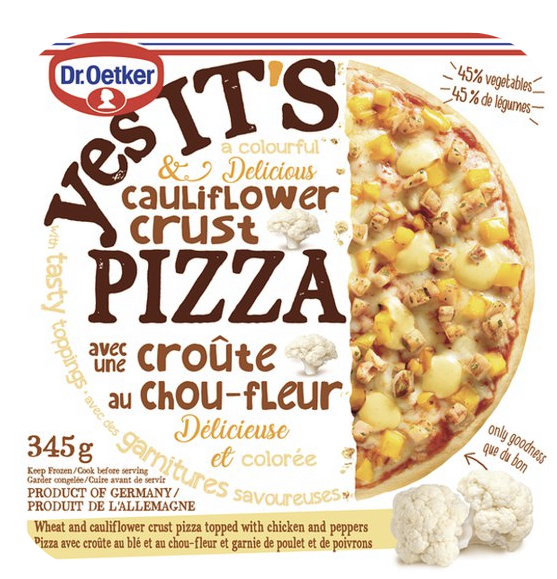 Dr.Oetker
yes IT'S
a colourful
& Delicious
cauliflower
crust
PIZZA
with tasty toppings • avec des garnitures savoureuses
avec une croûte
au chou-fleur
Délicieuse
et colorée
45% vegetables
45% de légumes
only goodness
que du bon
345g
Keep Frozen/Cook before serving
Garder congelée/Cuire avant de servir
PRODUCT OF GERMANY/
PRODUIT DE L'ALLEMAGNE
Wheat and cauliflower crust pizza topped with chicken and peppers
Pizza avec croûte au blé et au chou-fleur et garnie de poulet et de poivrons